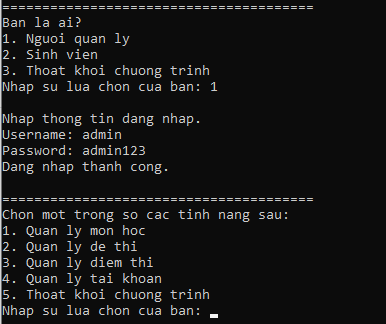 =======================================
Ban la ai?
1. Nguoi quan ly
2. Sinh vien
3. Thoat khoi chuong trinh
Nhap su lua chon cua ban: 1
Nhap thong tin dang nhap.
Username: admin
Password: admin123
Dang nhap thanh cong.
=======================================
Chon mot trong so cac tinh nang sau:
1. Quan ly mon hoc
2. Quan ly de thi
3. Quan ly diem thi
4. Quan ly tai khoan
5. Thoat khoi chuong trinh
Nhap su lua chon cua ban: